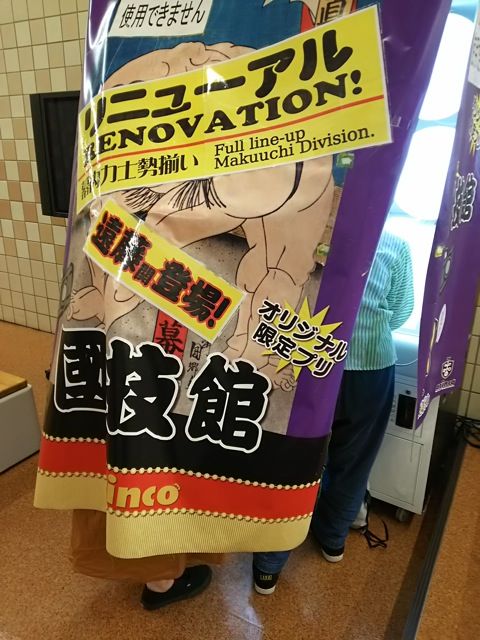 使用できません
リニューアル
RENOVATION!
力士勢揃い
Full line-up
Makuuchi Division.
遠藤関登場!
オリジナル
限定プリ
幕
國技館
inco